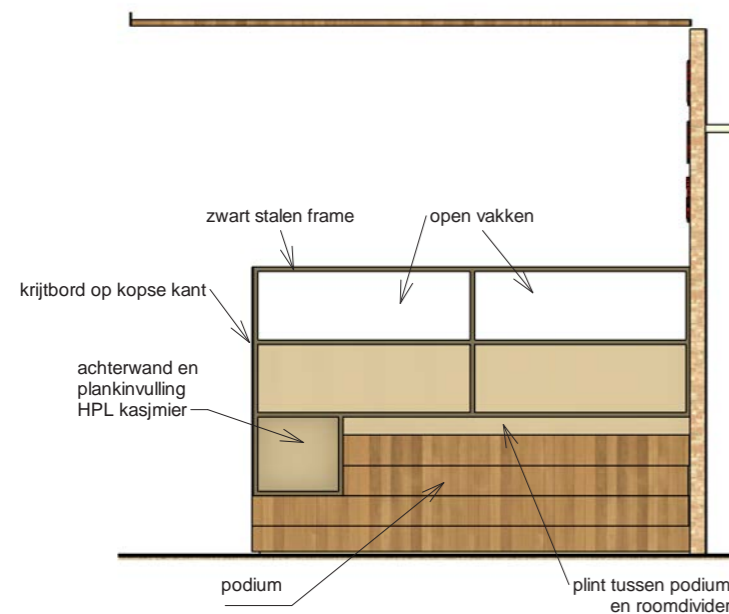 zwart stalen frame
open vakken
krijtbord op kopse kant
achterwand en
plankinvulling
HPL kasjmier
podium
plint tussen podium
en roomdivider